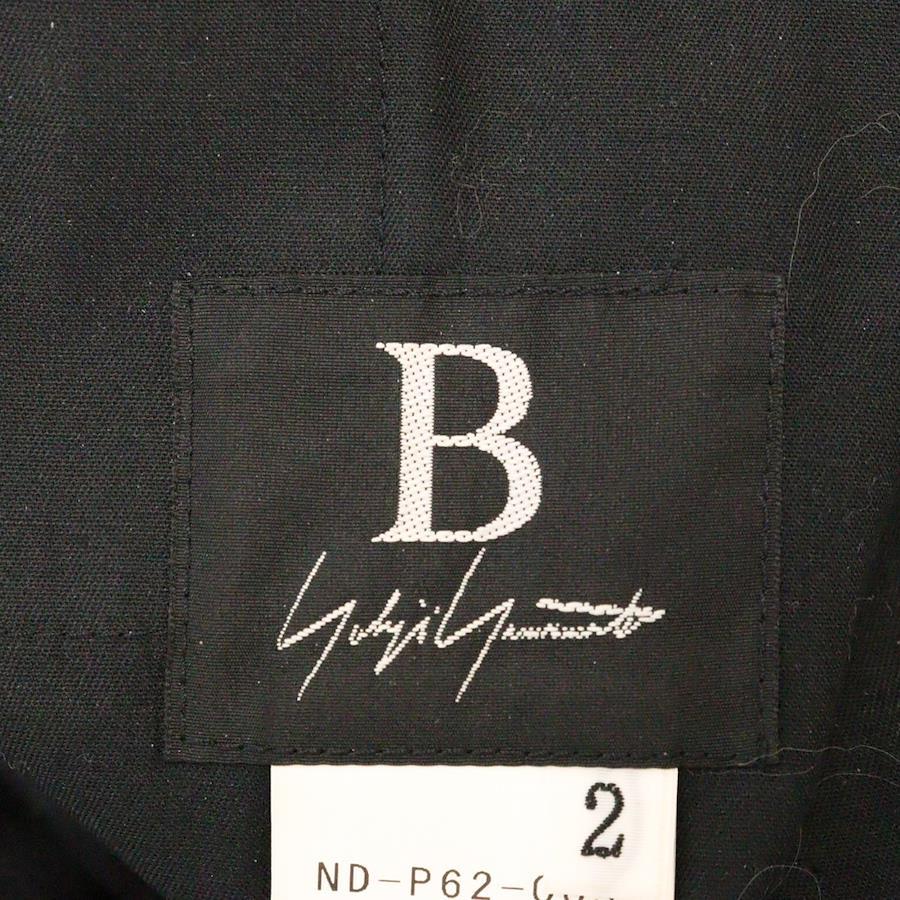 B
Yohji Yamamoto
2
ND-P62-